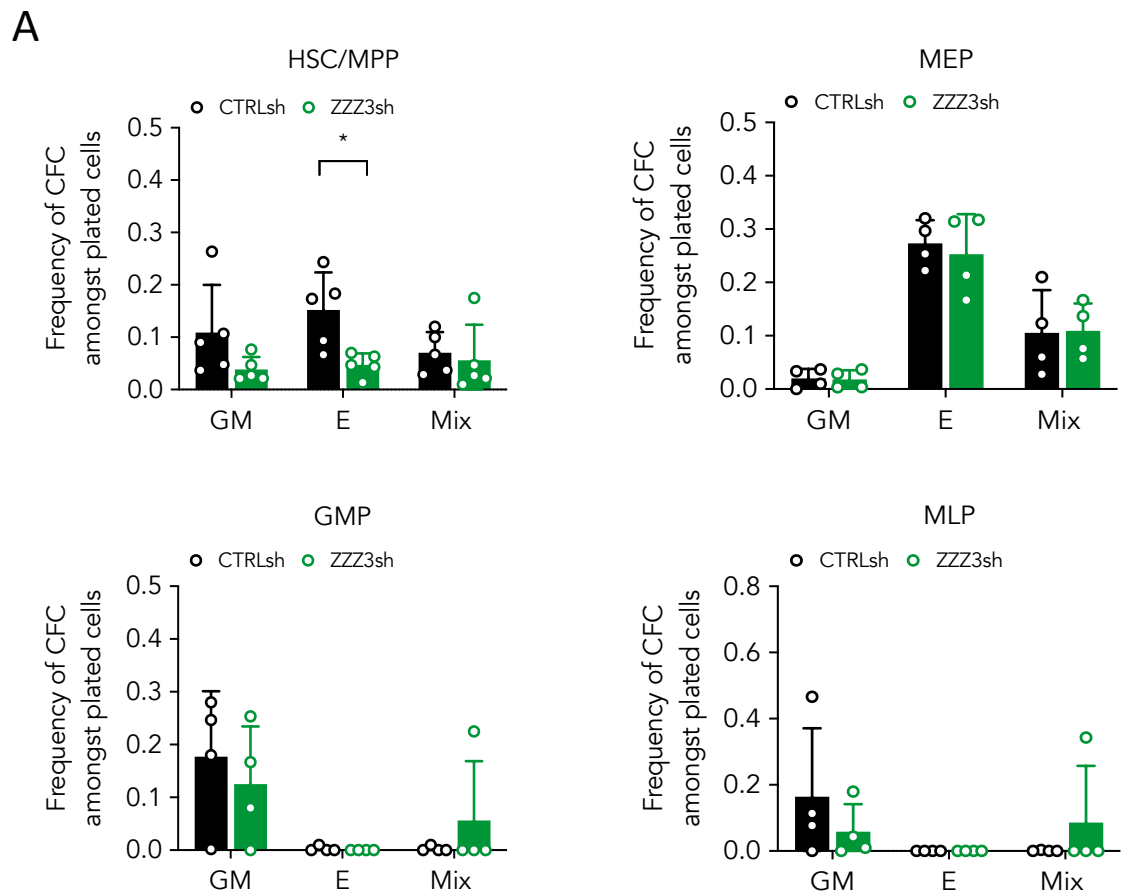 A
HSC/MPP
CTRLsh ZZZ3sh
Frequency of CFC
amongst plated cells
0.5
0.4
0.3
0.2
0.1
0.0
*
GM E Mix
MEP
CTRLsh ZZZ3sh
Frequency of CFC
amongst plated cells
0.5
0.4
0.3
0.2
0.1
0.0
GM E Mix
GMP
CTRLsh ZZZ3sh
Frequency of CFC
amongst plated cells
0.5
0.4
0.3
0.2
0.1
0.0
GM E Mix
MLP
CTRLsh ZZZ3sh
Frequency of CFC
amongst plated cells
0.8
0.6
0.4
0.2
0.0
GM E Mix